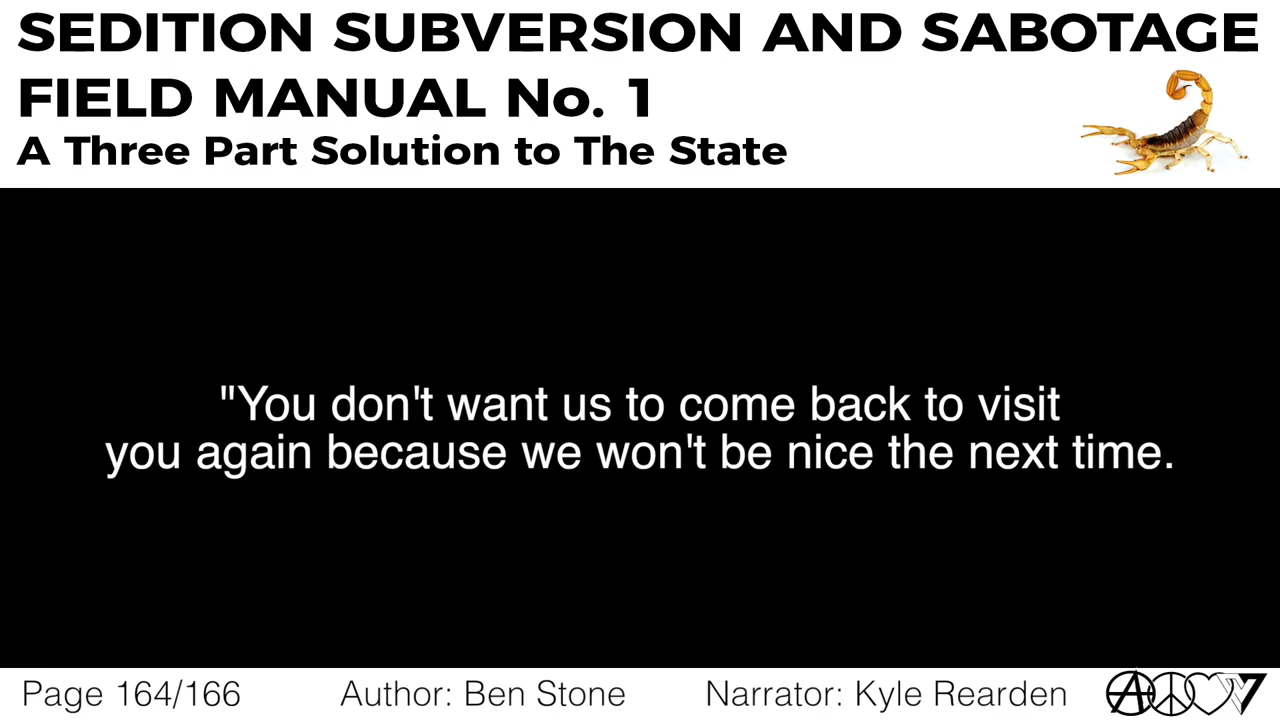 SEDITION SUBVERSION AND SABOTAGE
FIELD MANUAL No. 1
A Three Part Solution to The State
"You don't want us to come back to visit
you again because we won't be nice the next time.
Page 164/166 Author: Ben Stone Narrator: Kyle Rearden